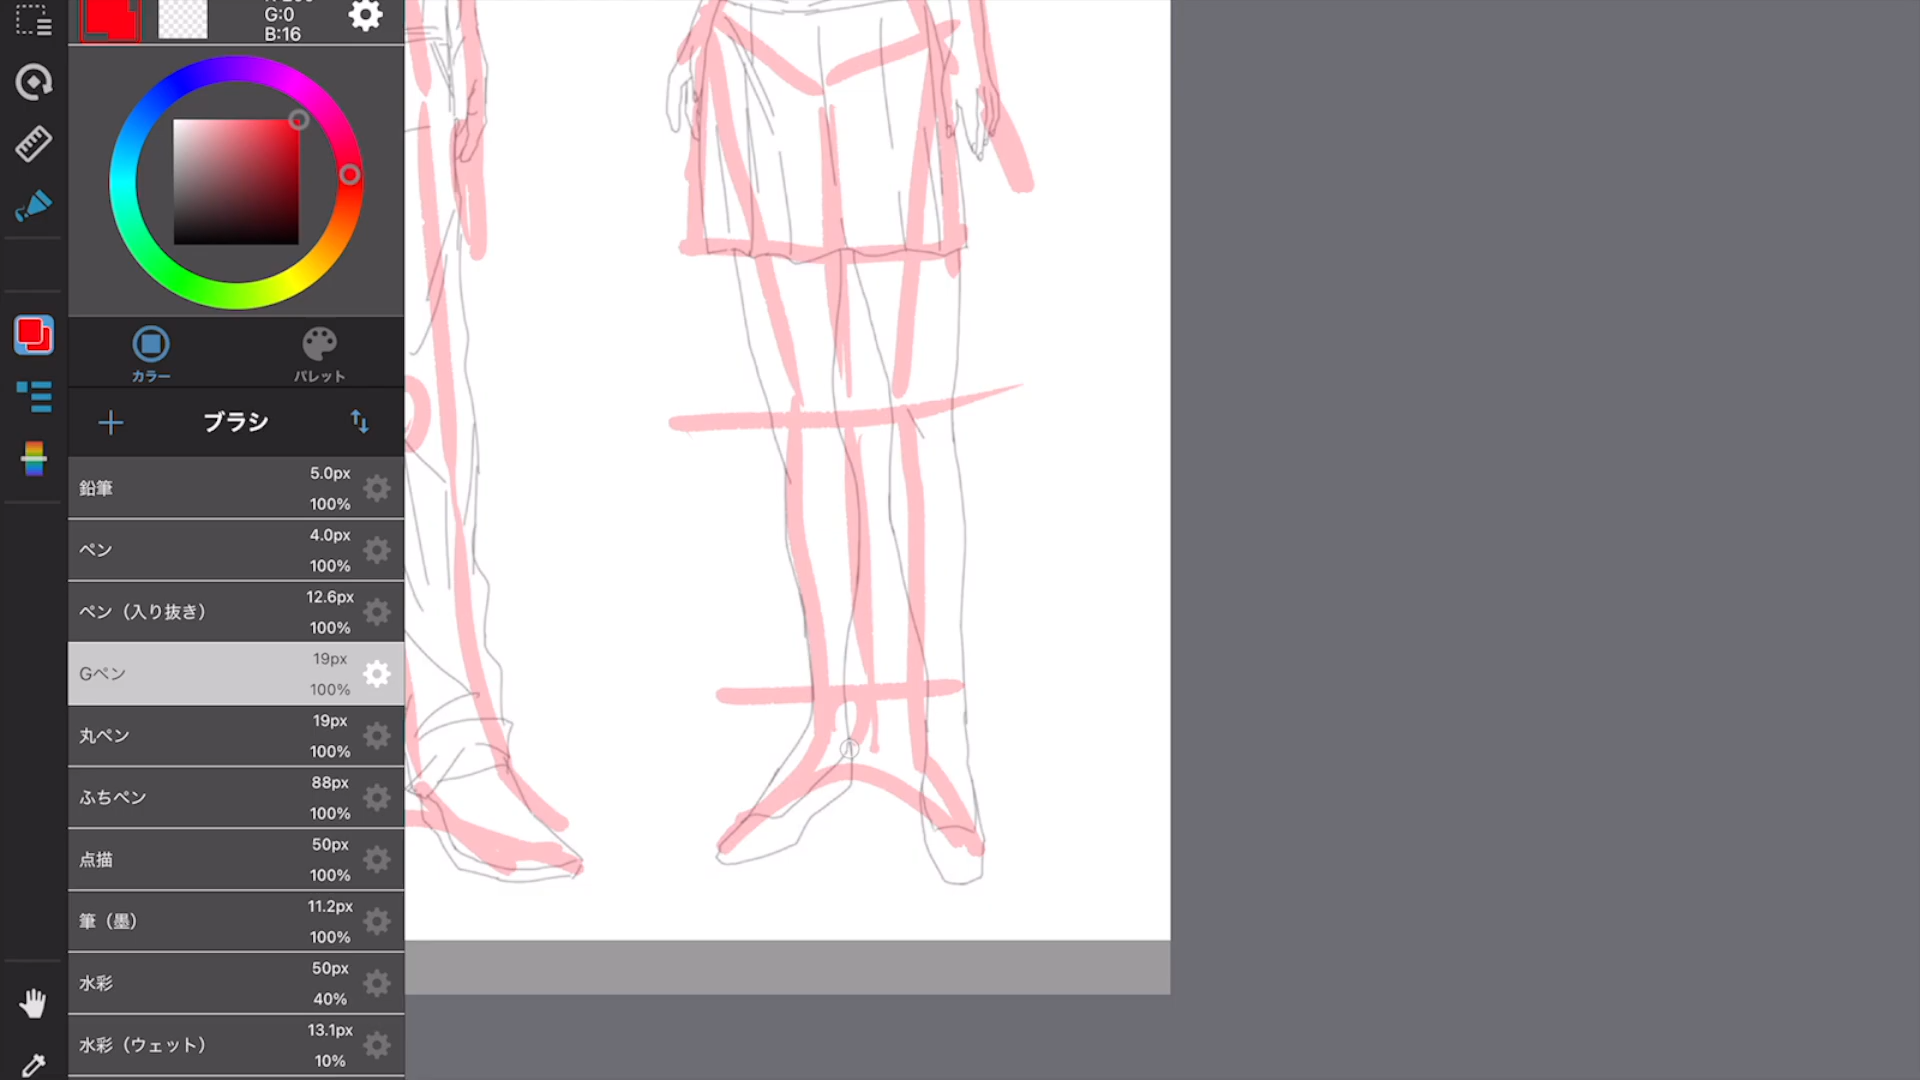 G:0
B:16
カラー
パレット
ブラシ
鉛筆
5.0px
100%
ペン
4.0px
100%
ペン（入り抜き）
12.6px
100%
Gペン
19px
100%
丸ペン
19px
100%
ふちペン
88px
100%
点描
50px
100%
筆（墨）
11.2px
100%
水彩
50px
40%
水彩（ウェット）
13.1px
10%